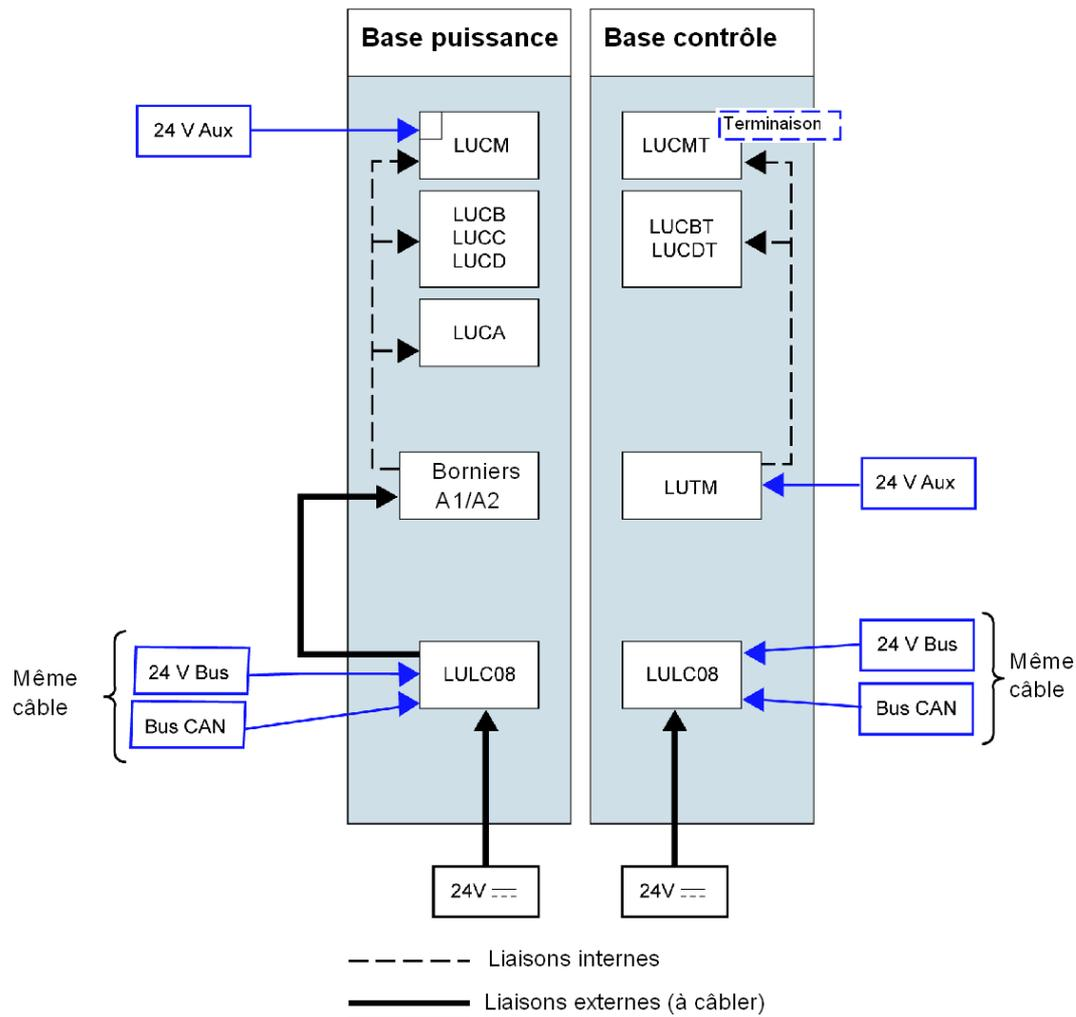 Base puissance
Base contrôle
24 V Aux
LUCM
LUCMT
Terminaison
LUCB
LUCC
LUCD
LUCBT
LUCDT
LUCA
Borniers
A1/A2
LUTM
24 V Aux
Même
câble
24 V Bus
Bus CAN
LULC08
LULC08
24 V Bus
Bus CAN
Même
câble
24V
24V
Liaisons internes
Liaisons externes (à câbler)